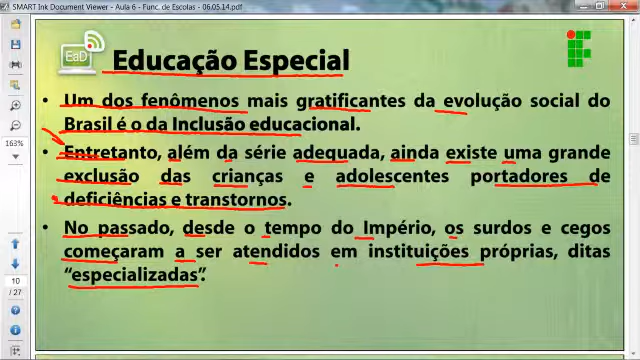 SMART Ink Document Viewer - Aula 6 - Func. de Escolas - 06.05.14.pdf
EaD
Educação Especial
• Um dos fenômenos mais gratificantes da evolução social do
Brasil é o da Inclusão educacional.
• Entretanto, além da série adequada, ainda existe uma grande
exclusão das crianças e adolescentes portadores de
deficiências e transtornos.
• No passado, desde o tempo do Império, os surdos e cegos
começaram a ser atendidos em instituições próprias, ditas
“especializadas”.
163%
10
/ 27